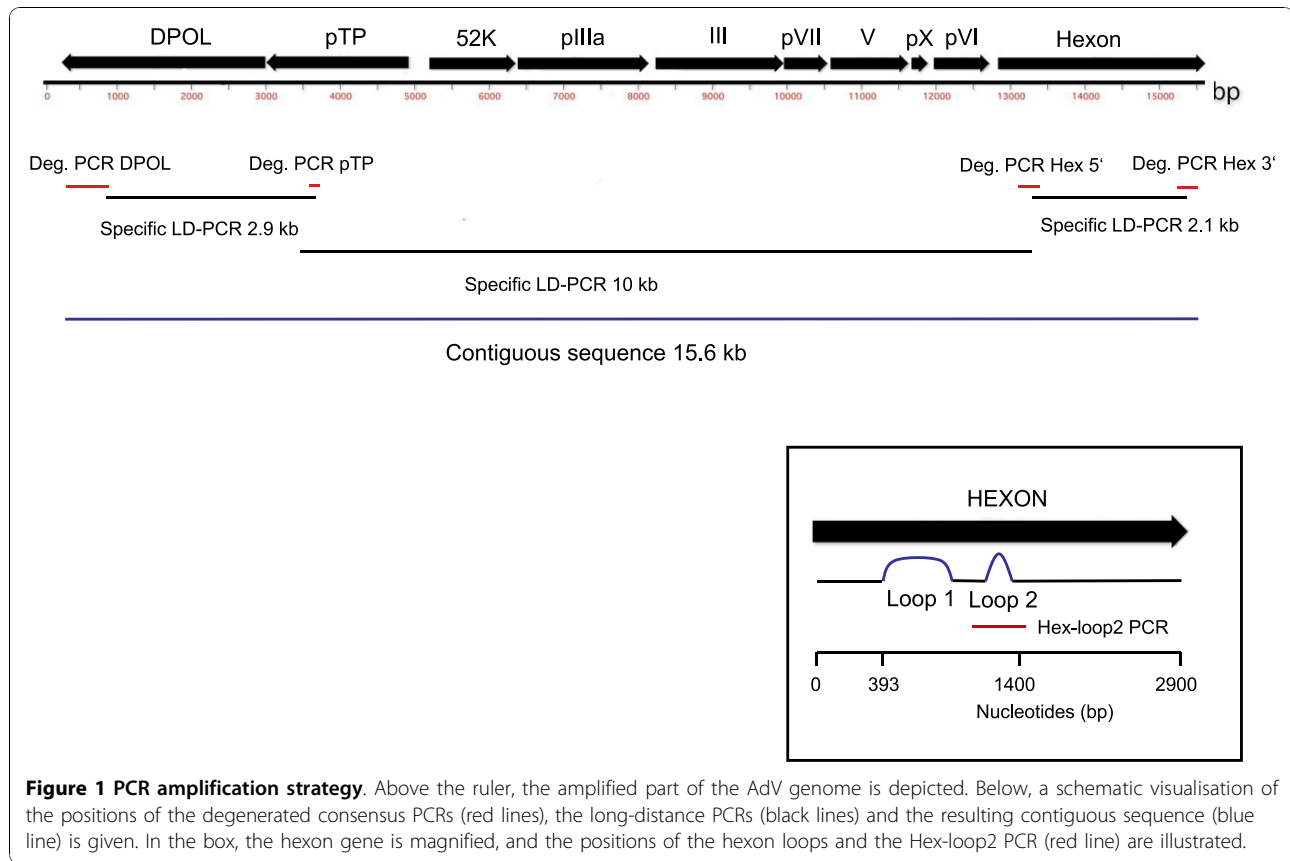 DPOL pTP 52K pIIIa III pVII V pX pVI Hexon
0 1000 2000 3000 4000 5000 6000 7000 8000 9000 10000 11000 12000 13000 14000 15000 bp
Deg. PCR DPOL Deg. PCR pTP Deg. PCR Hex 5‘ Deg. PCR Hex 3‘
Specific LD-PCR 2.9 kb Specific LD-PCR 2.1 kb
Specific LD-PCR 10 kb
Contiguous sequence 15.6 kb
HEXON
Loop 1 Loop 2
Hex-loop2 PCR
0 393 1400 2900
Nucleotides (bp)
Figure 1 PCR amplification strategy. Above the ruler, the amplified part of the AdV genome is depicted. Below, a schematic visualisation of
the positions of the degenerated consensus PCRs (red lines), the long-distance PCRs (black lines) and the resulting contiguous sequence (blue
line) is given. In the box, the hexon gene is magnified, and the positions of the hexon loops and the Hex-loop2 PCR (red line) are illustrated.